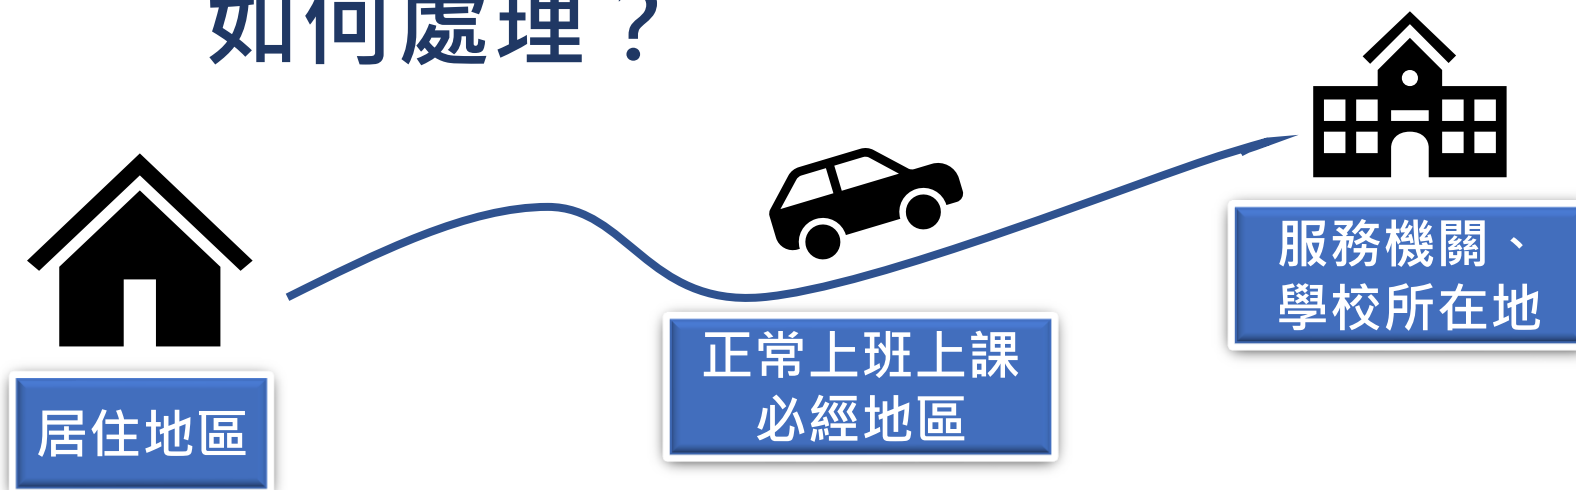 如何處理？
服務機關、
學校所在地
正常上班上課
必經地區
居住地區